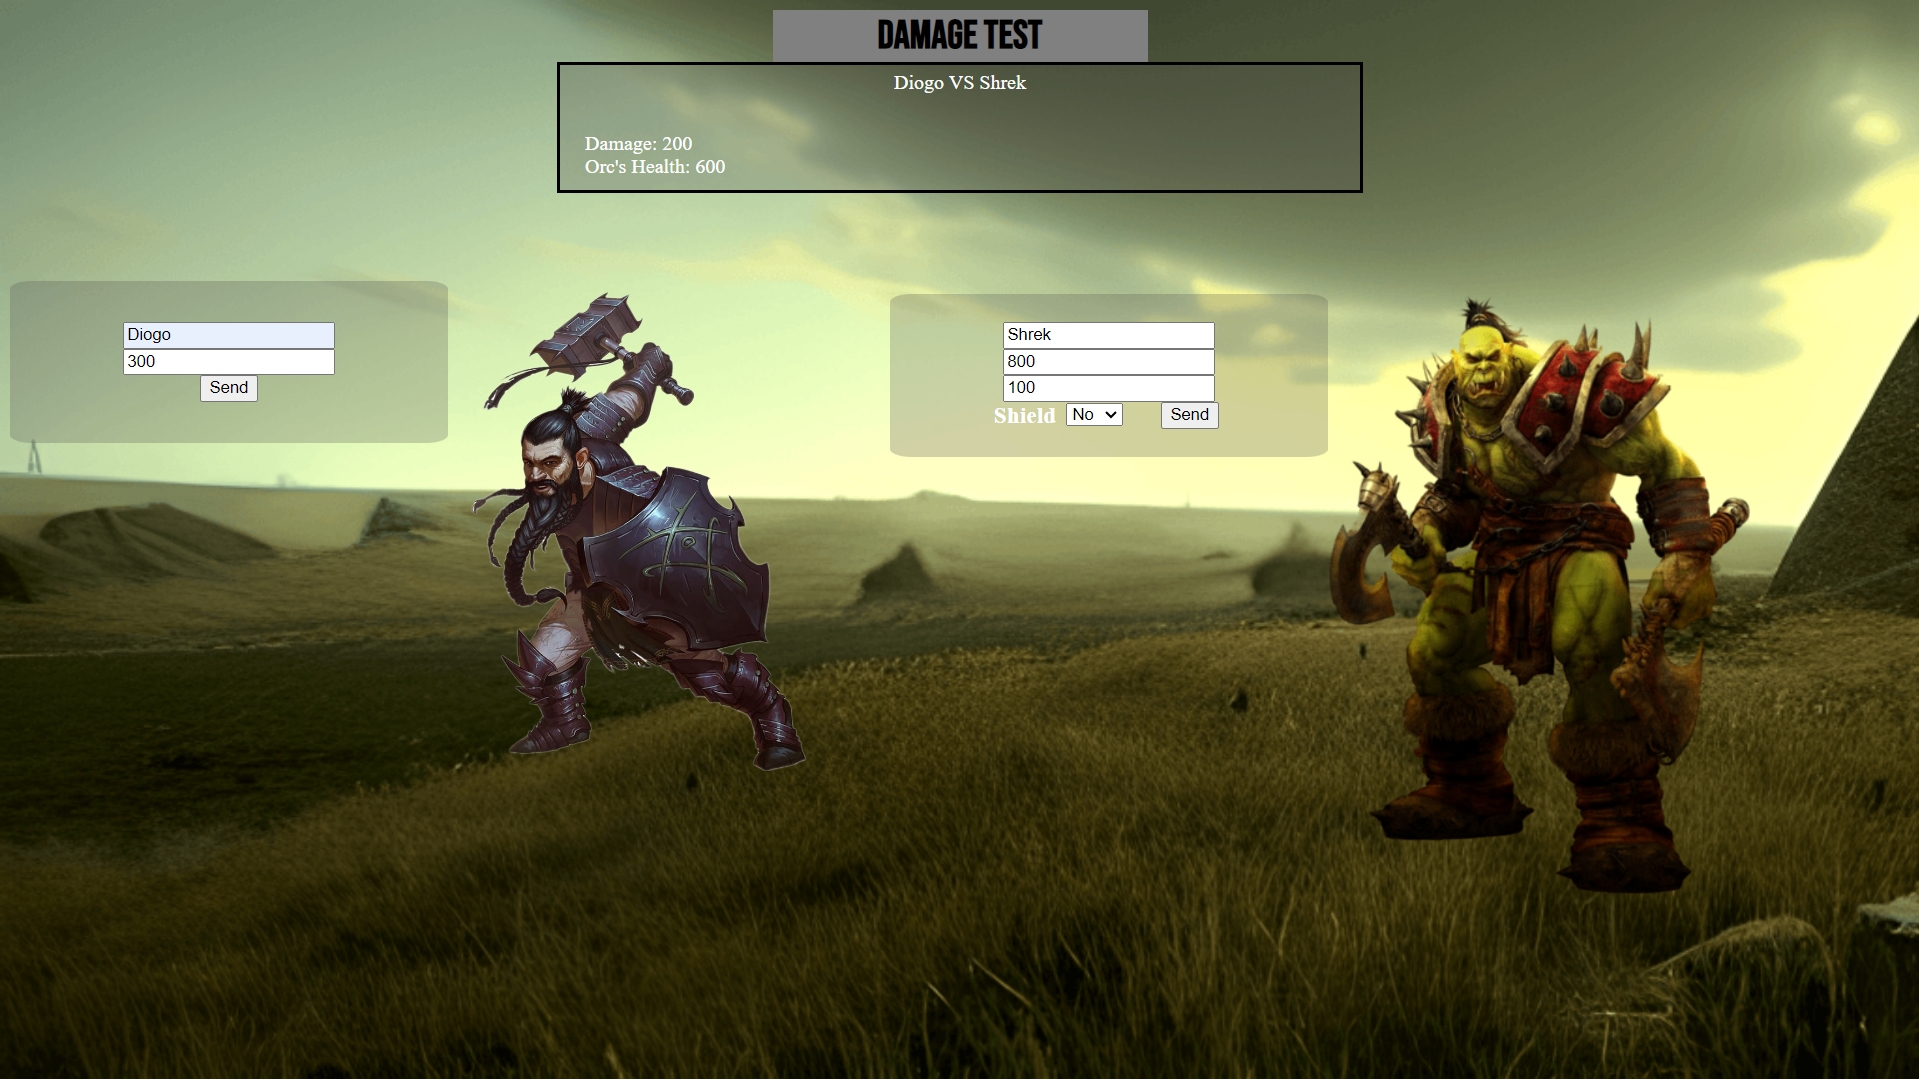 DAMAGE TEST
Diogo VS Shrek
Damage: 200
Orc's Health: 600
Diogo
300
Send
Shrek
800
100
Shield No Send